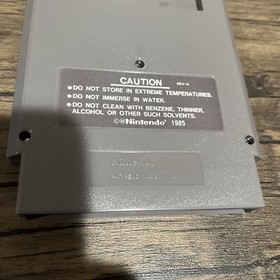 CAUTION REV-A
• DO NOT STORE IN EXTREME TEMPERATURES.
• DO NOT IMMERSE IN WATER.
• DO NOT CLEAN WITH BENZENE, THINNER,
ALCOHOL OR OTHER SUCH SOLVENTS.
©®Nintendo® 1985